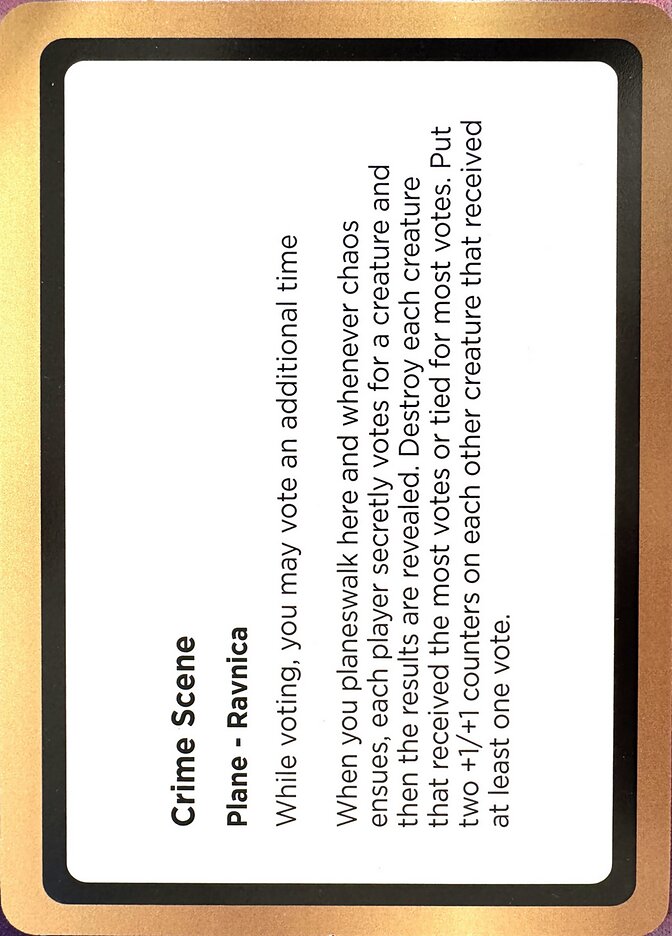 Crime Scene
Plane - Ravnica
While voting, you may vote an additional time
When you planeswalk here and whenever chaos
ensues, each player secretly votes for a creature and
then the results are revealed. Destroy each creature
that received the most votes or tied for most votes. Put
two +1/+1 counters on each other creature that received
at least one vote.